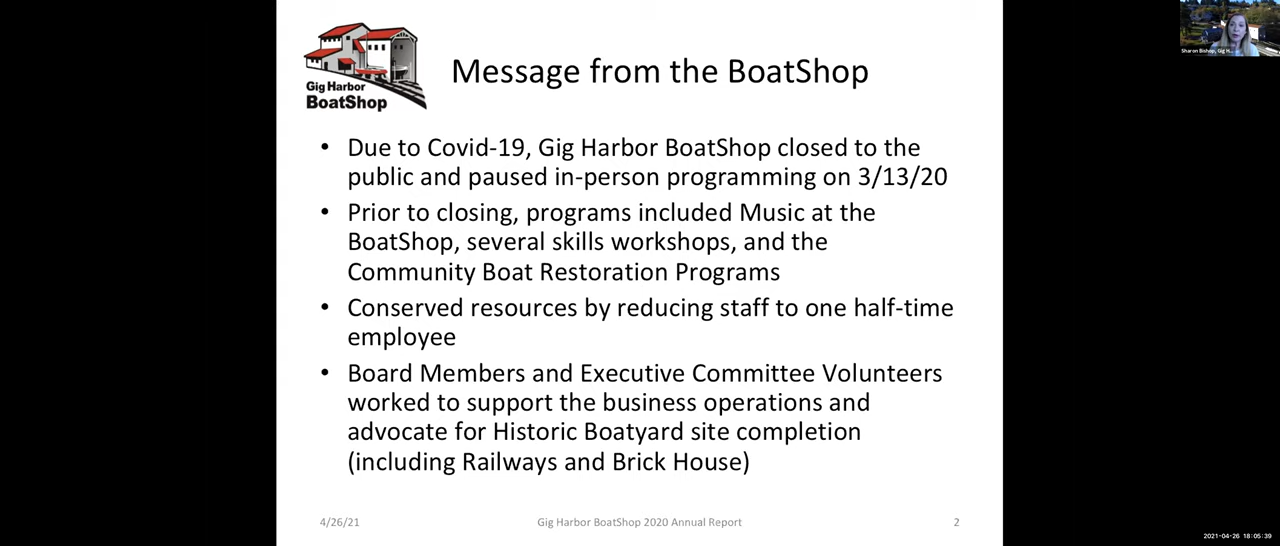 Gig Harbor
BoatShop
Message from the BoatShop
• Due to Covid-19, Gig Harbor BoatShop closed to the
public and paused in-person programming on 3/13/20
• Prior to closing, programs included Music at the
BoatShop, several skills workshops, and the
Community Boat Restoration Programs
• Conserved resources by reducing staff to one half-time
employee
• Board Members and Executive Committee Volunteers
worked to support the business operations and
advocate for Historic Boatyard site completion
(including Railways and Brick House)
4/26/21
Gig Harbor BoatShop 2020 Annual Report
2
Sharon Bishop, Gig H...
2021-04-26 18:05:39